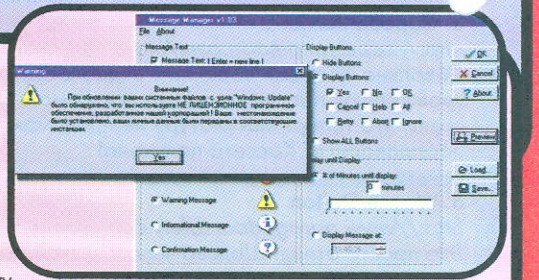 Message Manager v1.03
File About
Message Text
Message Text: ( Enter = new line )
Warning
Внимание!
При обновлении ваших системных файлов с узла "Windows Update"
было обнаружено, что вы используете НЕ ЛИЦЕНЗИОННОЕ программное
обеспечение, разработанное нашей корпорацией! Ваше местонахождение
было установлено, ваши личные данные были переданы в соответствующие
инстанции.
Yes
Warning Message
Informational Message
Confirmation Message
Display Buttons
Hide Buttons
Display Buttons:
Yes No OK
Cancel Help All
Retry Abort Ignore
Show ALL Buttons
Delay until Display
# of Minutes until display:
0 minutes
Display Message at:
OK
Cancel
About
Preview
Load
Save...